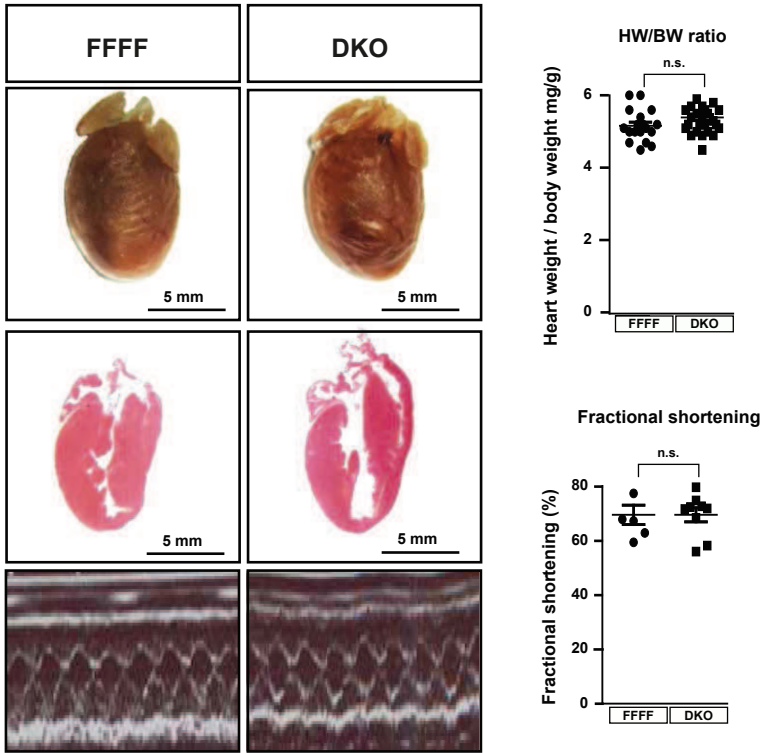 FFFF
DKO
5 mm
5 mm
5 mm
5 mm
HW/BW ratio
n.s.
Heart weight / body weight mg/g)
6
4
2
0
FFFF
DKO
Fractional shortening
n.s.
Fractional shortening (%)
80
60
40
20
0
FFFF
DKO